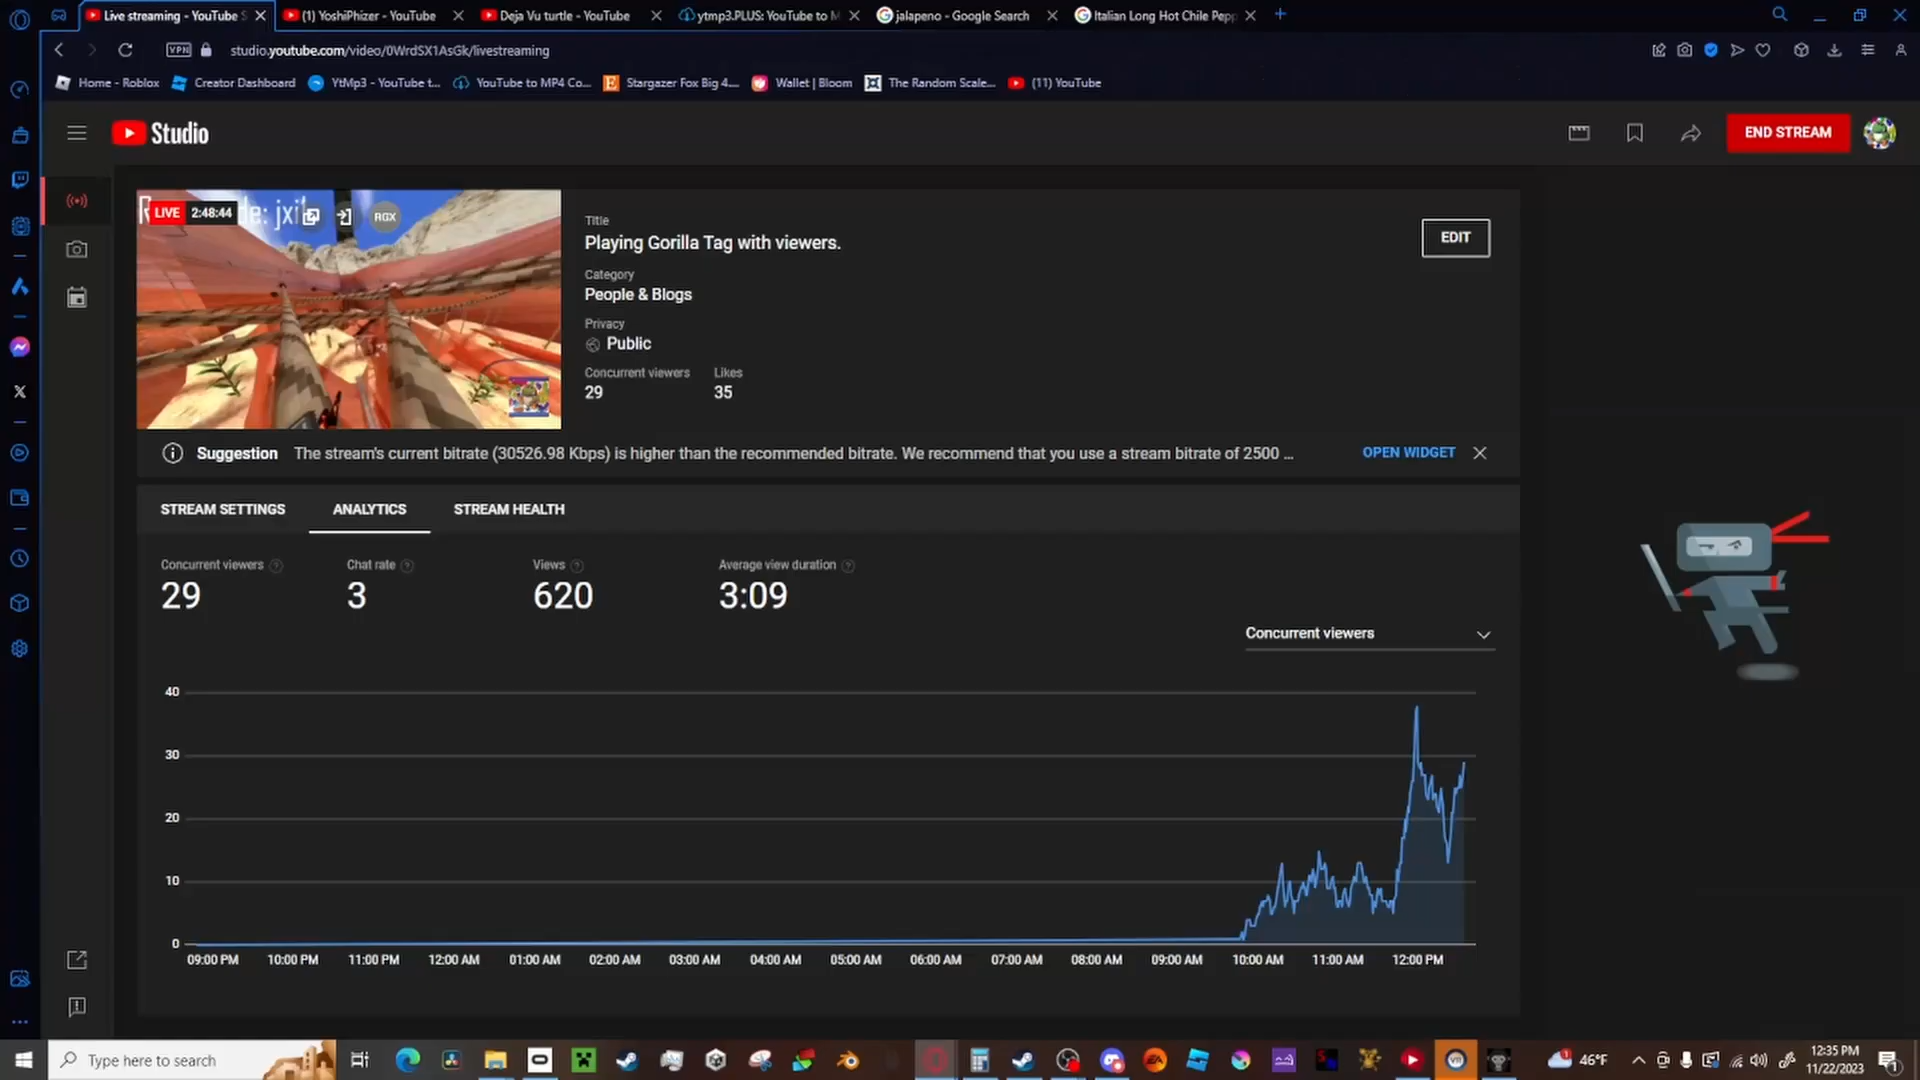 Live streaming - YouTube S
(1) YoshiPhizer - YouTube
Deja Vu turtle - YouTube
ytmp3.PLUS: YouTube to M
jalapeno - Google Search
Italian Long Hot Chile Pepp
VPN
studio.youtube.com/video/0WrdSX1AsGk/livestreaming
Home - Roblox
Creator Dashboard
YtMp3 - YouTube t...
YouTube to MP4 Co...
Stargazer Fox Big 4....
Wallet | Bloom
The Random Scale...
(11) YouTube
Studio
END STREAM
LIVE
2:48:44
de: jxi
RGX
Title
Playing Gorilla Tag with viewers.
EDIT
Category
People & Blogs
Privacy
Public
Concurrent viewers
Likes
29
35
Suggestion The stream's current bitrate (30526.98 Kbps) is higher than the recommended bitrate. We recommend that you use a stream bitrate of 2500 ...
OPEN WIDGET
STREAM SETTINGS
ANALYTICS
STREAM HEALTH
Concurrent viewers
Chat rate
Views
Average view duration
29
3
620
3:09
Concurrent viewers
40
30
20
10
0
09:00 PM 10:00 PM 11:00 PM 12:00 AM 01:00 AM 02:00 AM 03:00 AM 04:00 AM 05:00 AM 06:00 AM 07:00 AM 08:00 AM 09:00 AM 10:00 AM 11:00 AM 12:00 PM
Type here to search
EA
46°F
12:35 PM
11/22/2023